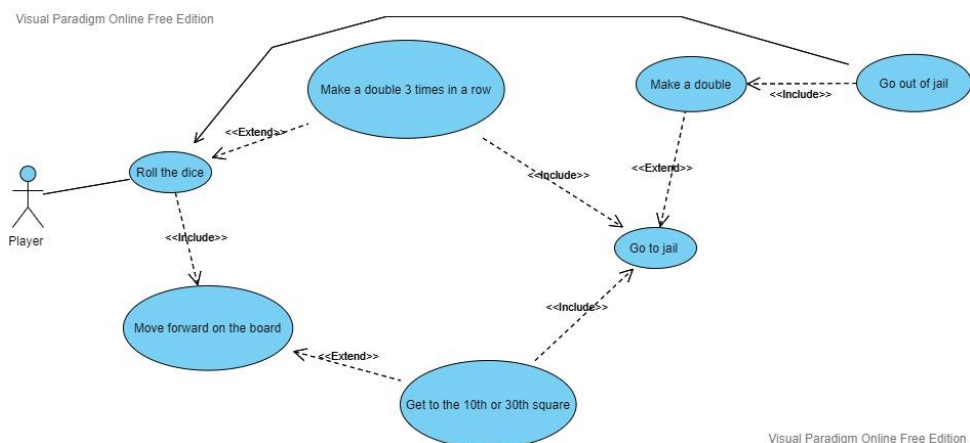 Visual Paradigm Online Free Edition
Make a double 3 times in a row
Make a double
<<Include>>
Go out of jail
<<Extend>>
Roll the dice
<<Include>>
<<Extend>>
Player
<<Include>>
Go to jail
<<Include>>
Move forward on the board
<<Extend>>
Get to the 10th or 30th square
Visual Paradigm Online Free Edition